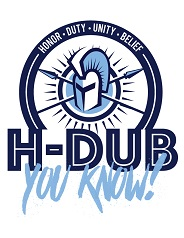 HONOR • DUTY • UNITY • BELIEF
H-DUB
YOU KNOW!